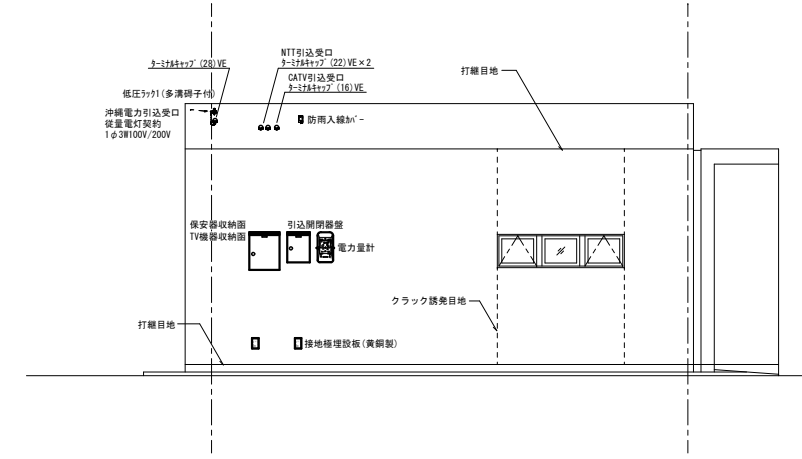 NTT引込受口
ﾀｰﾐﾅﾙｷｬｯﾌﾟ(22)VE×2
ﾀｰﾐﾅﾙｷｬｯﾌﾟ(28)VE
CATV引込受口
ﾀｰﾐﾅﾙｷｬｯﾌﾟ(16)VE
打継目地
低圧ﾗｯｸ1(多溝碍子付)
沖縄電力引込受口
従量電灯契約
1φ3W100V/200V
防雨入線ｶﾊﾞｰ
保安器収納函
TV機器収納函
引込開閉器盤
電力量計
クラック誘発目地
打継目地
接地極埋設板(黄銅製)